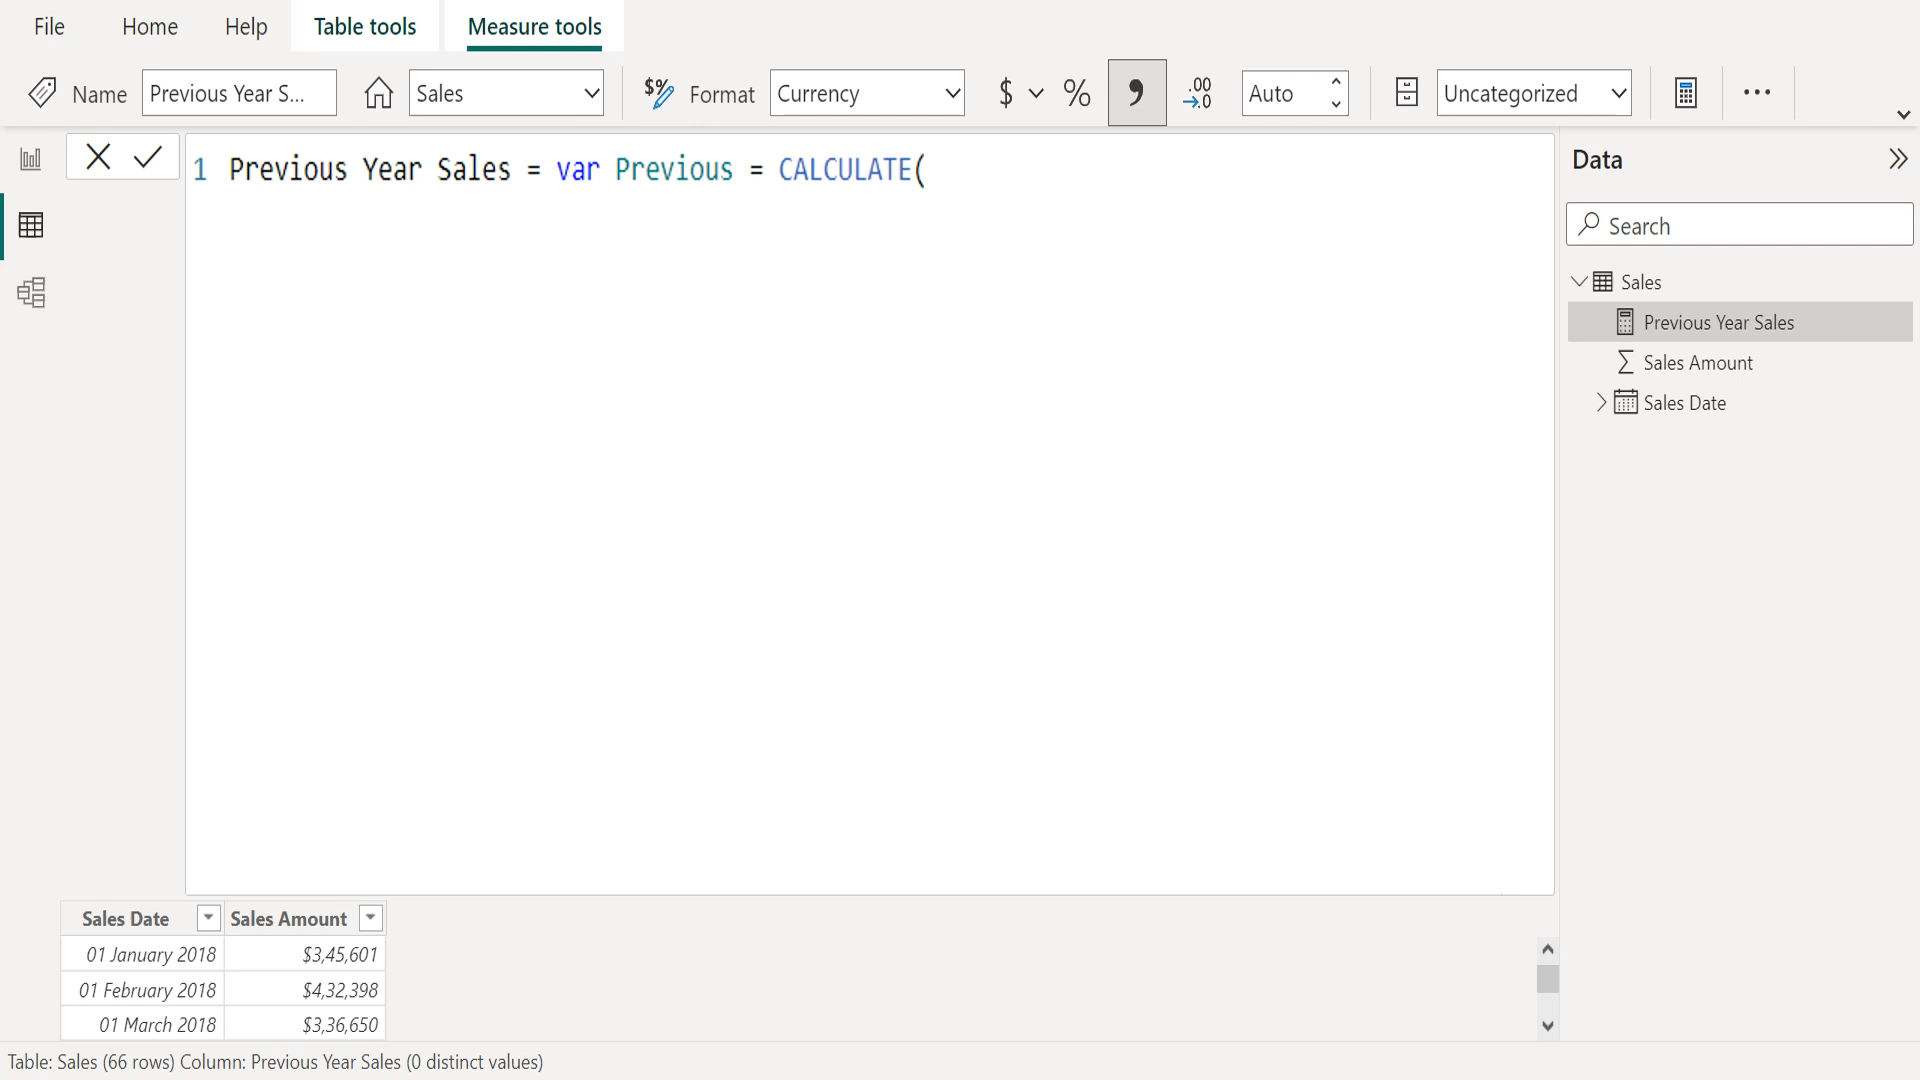 File Home Help Table tools Measure tools
Name Previous Year S... Sales Format Currency $ % , .00 .0 Auto Uncategorized ...
1 Previous Year Sales = var Previous = CALCULATE(
Data
Search
Sales
Previous Year Sales
Sales Amount
Sales Date
Sales Date Sales Amount
01 January 2018 $3,45,601
01 February 2018 $4,32,398
01 March 2018 $3,36,650
Table: Sales (66 rows) Column: Previous Year Sales (0 distinct values)